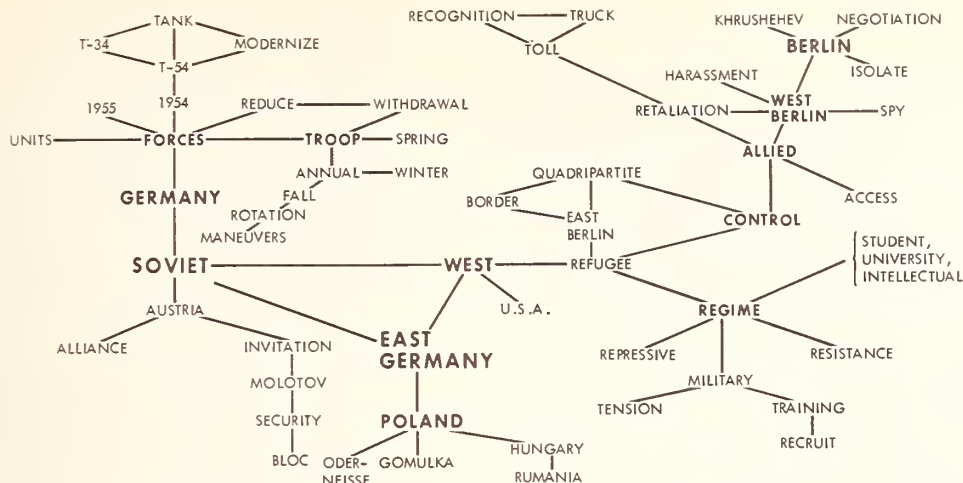 TANK
T-34
MODERNIZE
T-54
1955
1954
REDUCE
WITHDRAWAL
UNITS
FORCES
TROOP
SPRING
ANNUAL
WINTER
GERMANY
FALL
ROTATION
MANEUVERS
RECOGNITION
TRUCK
TOLL
KHRUSHEHEV
NEGOTIATION
BERLIN
ISOLATE
HARASSMENT
WEST
BERLIN
RETALIATION
SPY
ALLIED
ACCESS
QUADRIPARTITE
BORDER
EAST
BERLIN
CONTROL
SOVIET
WEST
REFUGEE
STUDENT,
UNIVERSITY,
INTELLECTUAL
U.S.A.
REGIME
AUSTRIA
ALLIANCE
INVITATION
MOLOTOV
SECURITY
BLOC
EAST
GERMANY
REPRESSIVE
RESISTANCE
MILITARY
TENSION
TRAINING
RECRUIT
POLAND
ODER-
NEISSE
GOMULKA
HUNGARY
RUMANIA